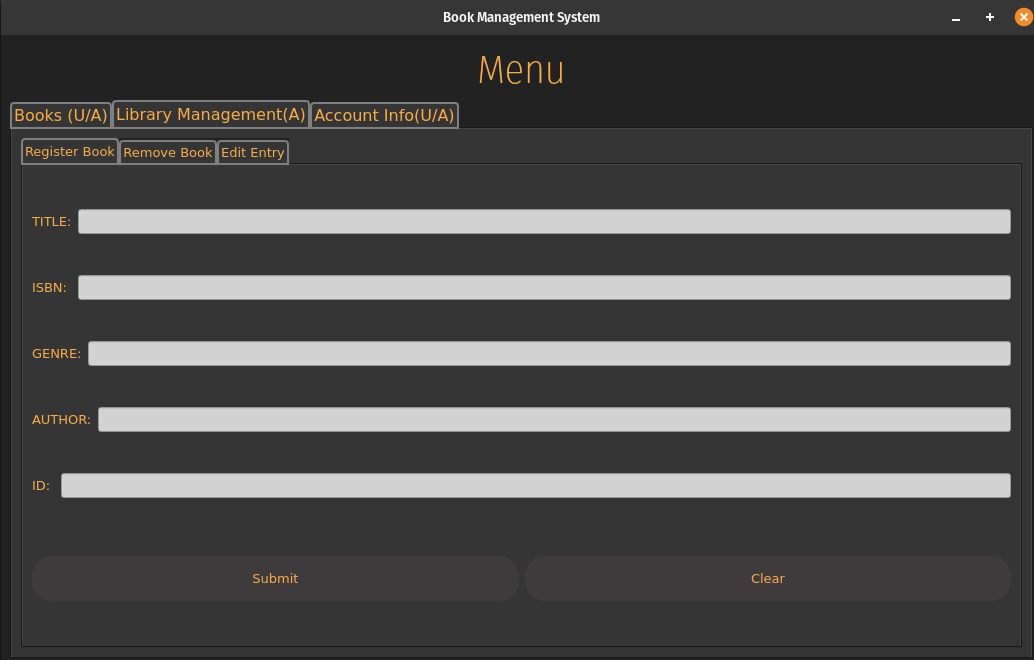 Book Management System
Menu
Books (U/A) Library Management(A) Account Info(U/A)
Register Book Remove Book Edit Entry
TITLE:
ISBN:
GENRE:
AUTHOR:
ID:
Submit Clear